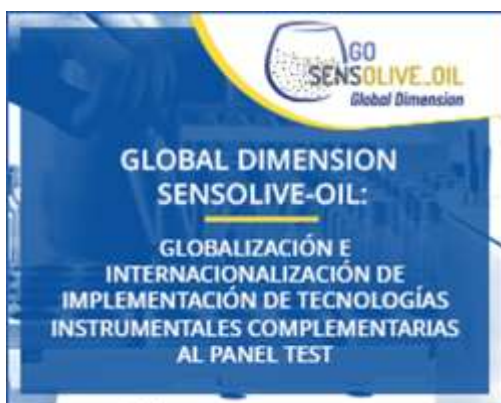 GO
SENSOLIVE_OIL
Global Dimension
GLOBAL DIMENSION
SENSOLIVE-OIL:
GLOBALIZACIÓN E
INTERNACIONALIZACIÓN DE
IMPLEMENTACIÓN DE TECNOLOGÍAS
INSTRUMENTALES COMPLEMENTARIAS
AL PANEL TEST